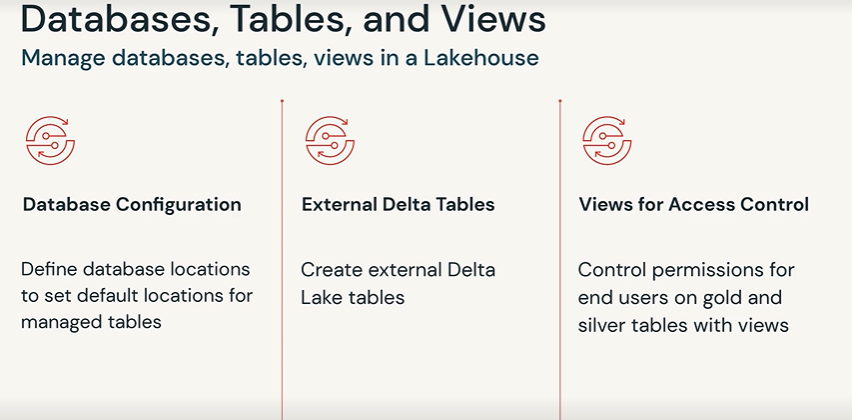 Databases, Tables, and Views
Manage databases, tables, views in a Lakehouse
Database Configuration
Define database locations
to set default locations for
managed tables
External Delta Tables
Create external Delta
Lake tables
Views for Access Control
Control permissions for
end users on gold and
silver tables with views